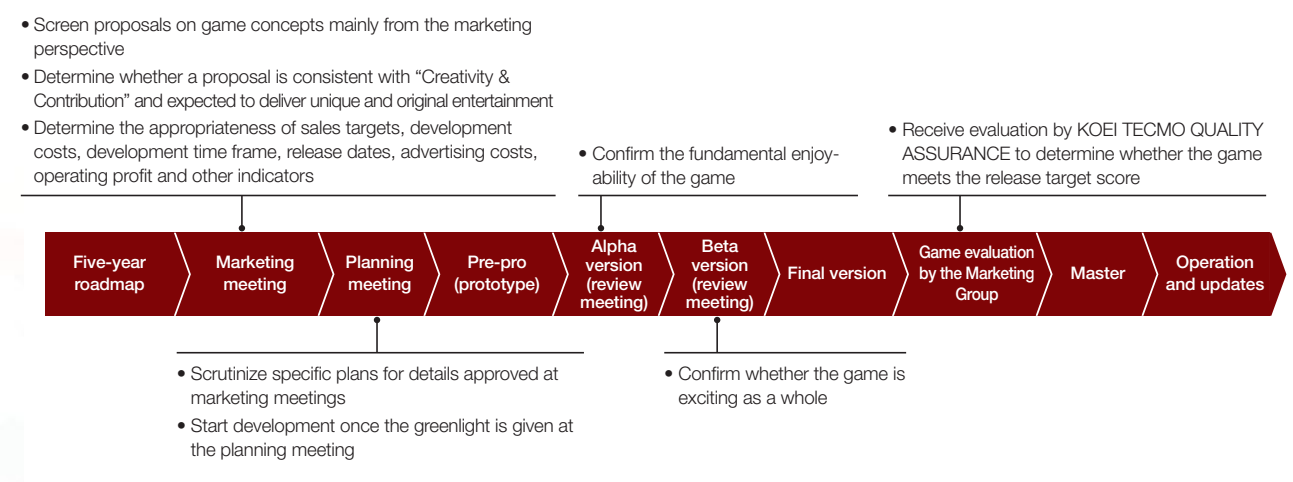 • Screen proposals on game concepts mainly from the marketing
perspective
• Determine whether a proposal is consistent with “Creativity &
Contribution” and expected to deliver unique and original entertainment
• Determine the appropriateness of sales targets, development
costs, development time frame, release dates, advertising costs,
operating profit and other indicators
• Confirm the fundamental enjoy-
ability of the game
• Receive evaluation by KOEI TECMO QUALITY
ASSURANCE to determine whether the game
meets the release target score
Five-year
roadmap
Marketing
meeting
Planning
meeting
Pre-pro
(prototype)
Alpha
version
(review
meeting)
Beta
version
(review
meeting)
Final version
Game evaluation
by the Marketing
Group
Master
Operation
and updates
• Scrutinize specific plans for details approved at
marketing meetings
• Start development once the greenlight is given at
the planning meeting
• Confirm whether the game is
exciting as a whole